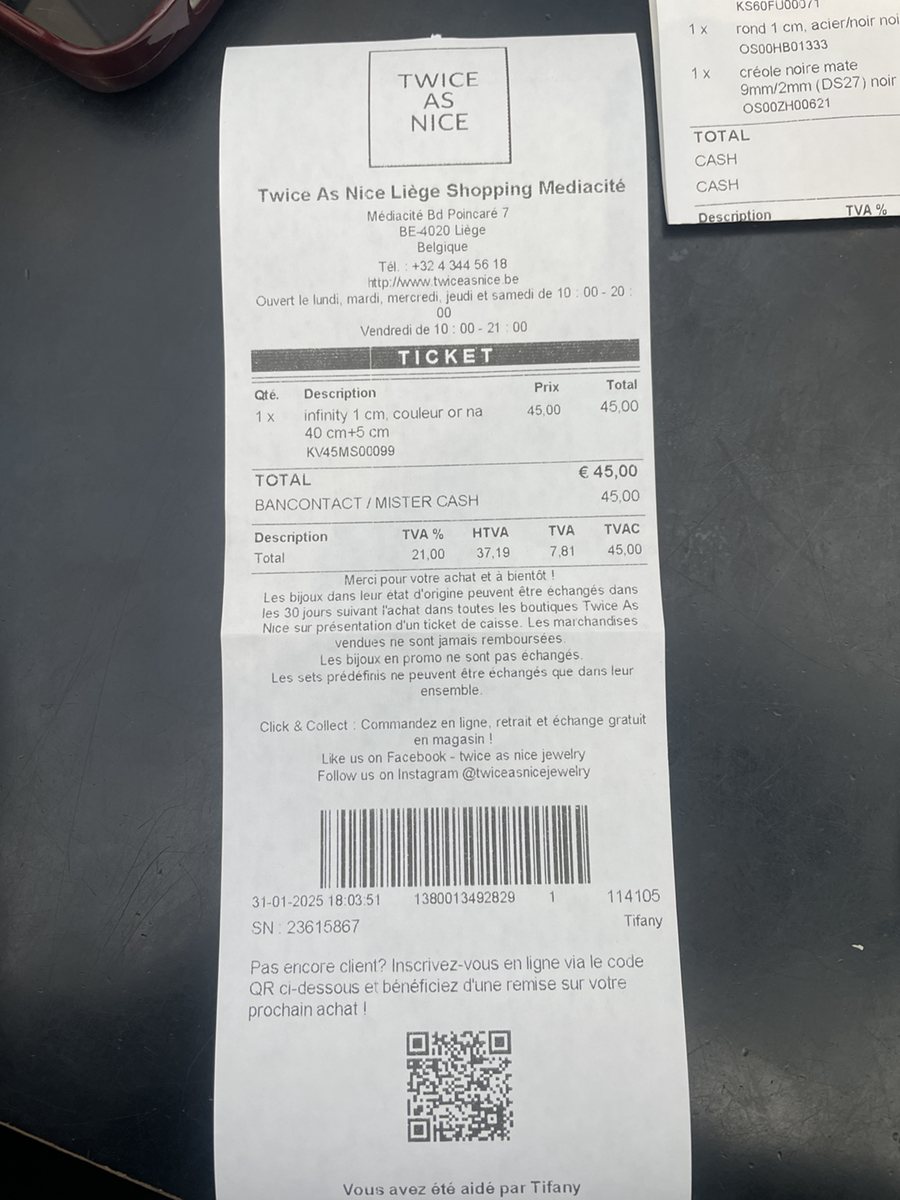 TWICE
AS
NICE
Twice As Nice Liège Shopping Mediacité
Médiacité Bd Poincaré 7
BE-4020 Liège
Belgique
Tél. : +32 4 344 56 18
http://www.twiceasnice.be
Ouvert le lundi, mardi, mercredi, jeudi et samedi de 10 : 00 - 20 :
00
Vendredi de 10 : 00 - 21 : 00
TICKET
Qté. Description Prix Total
1 x infinity 1 cm, couleur or na 45,00 45,00
40 cm+5 cm
KV45MS00099
TOTAL € 45,00
BANCONTACT / MISTER CASH 45,00
Description TVA % HTVA TVA TVAC
Total 21,00 37,19 7,81 45,00
Merci pour votre achat et à bientôt !
Les bijoux dans leur état d'origine peuvent être échangés dans
les 30 jours suivant l'achat dans toutes les boutiques Twice As
Nice sur présentation d'un ticket de caisse. Les marchandises
vendues ne sont jamais remboursées.
Les bijoux en promo ne sont pas échangés.
Les sets prédéfinis ne peuvent être échangés que dans leur
ensemble.
Click & Collect : Commandez en ligne, retrait et échange gratuit
en magasin !
Like us on Facebook - twice as nice jewelry
Follow us on Instagram @twiceasnicejewelry
31-01-2025 18:03:51 1380013492829 1 114105
SN : 23615867 Tifany
Pas encore client? Inscrivez-vous en ligne via le code
QR ci-dessous et bénéficiez d'une remise sur votre
prochain achat !
Vous avez été aidé par Tifany
1 x rond 1 cm, acier/noir noi
OS00HB01333
1 x créole noire mate
9mm/2mm (DS27) noir
OS00ZH00621
TOTAL
CASH
CASH
Description TVA %